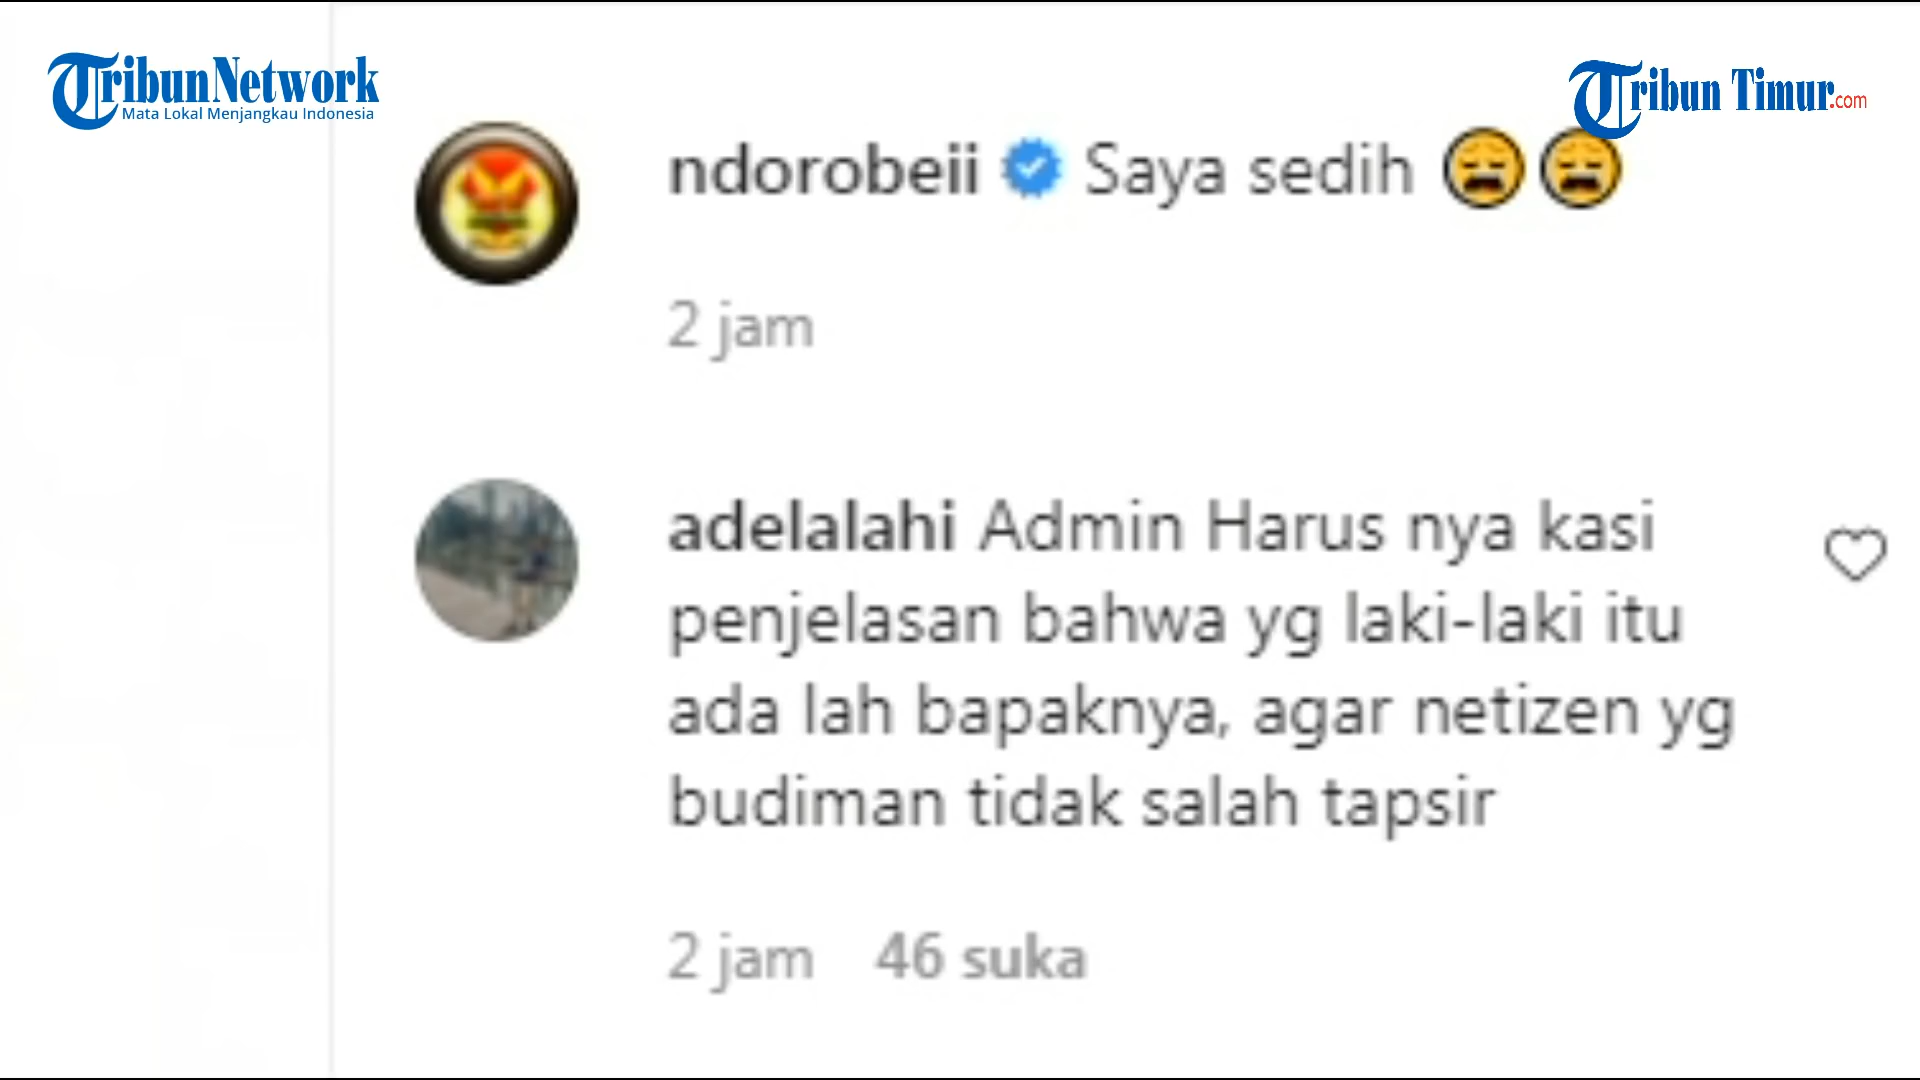 TribunNetwork
Mata Lokal Menjangkau Indonesia
Tribun Timur.com
ndorobeii Saya sedih 😩😩
2 jam
adelalahi Admin Harus nya kasi
penjelasan bahwa yg laki-laki itu
ada lah bapaknya, agar netizen yg
budiman tidak salah tapsir
2 jam 46 suka